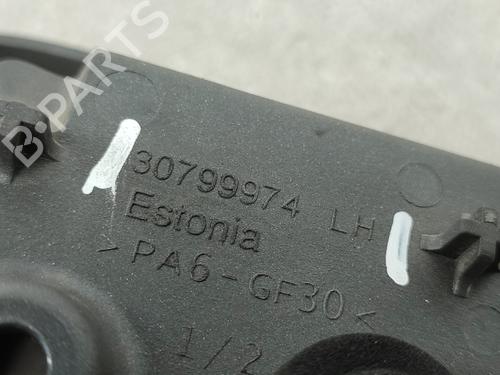 B-PARTS
30799974 LH
Estonia
>PA6-GF30<
1/2